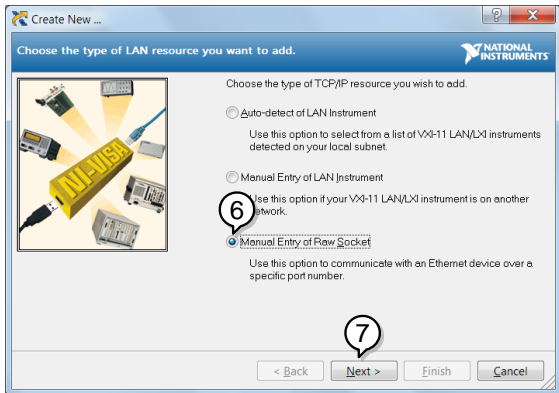 Create New ...
?
X
Choose the type of LAN resource you want to add.
NATIONAL
INSTRUMENTS
NI-VISA
Choose the type of TCP/IP resource you wish to add.
Auto-detect of LAN Instrument
Use this option to select from a list of VXI-11 LAN/LXI instruments
detected on your local subnet.
Manual Entry of LAN Instrument
Use this option if your VXI-11 LAN/LXI instrument is on another
network.
6
Manual Entry of Raw Socket
Use this option to communicate with an Ethernet device over a
specific port number.
7
< Back
Next >
Finish
Cancel